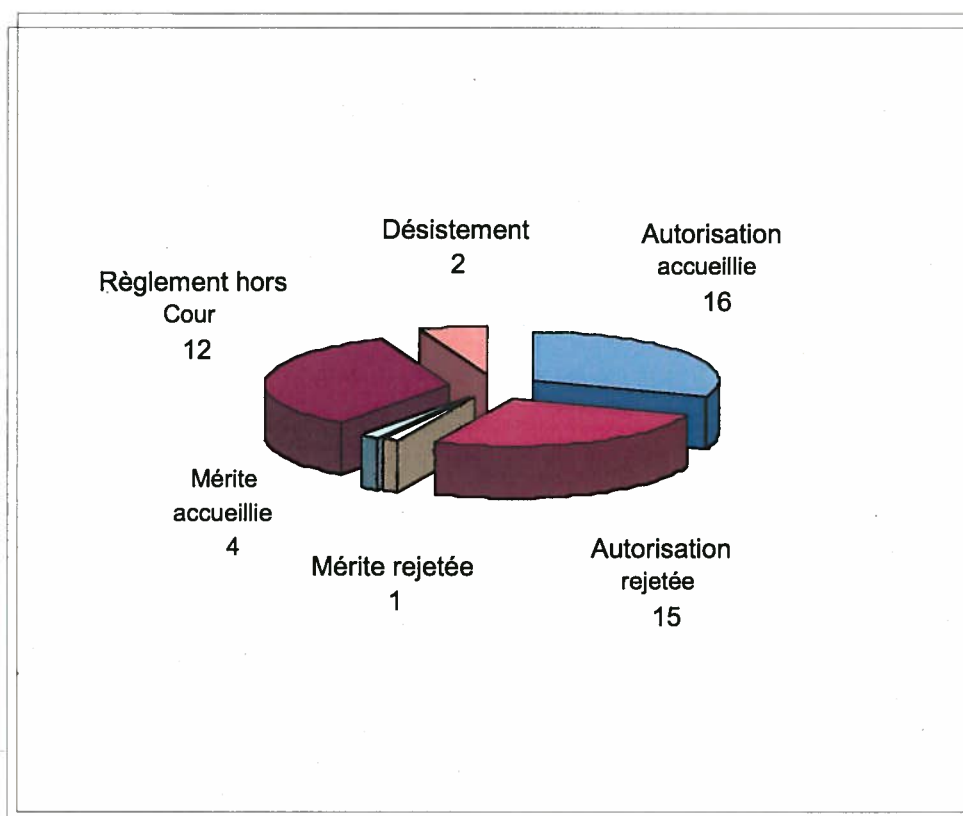 Désistement
2
Autorisation
accueillie
16
Règlement hors
Cour
12
Mérite
accueillie
4
Mérite rejetée
1
Autorisation
rejetée
15